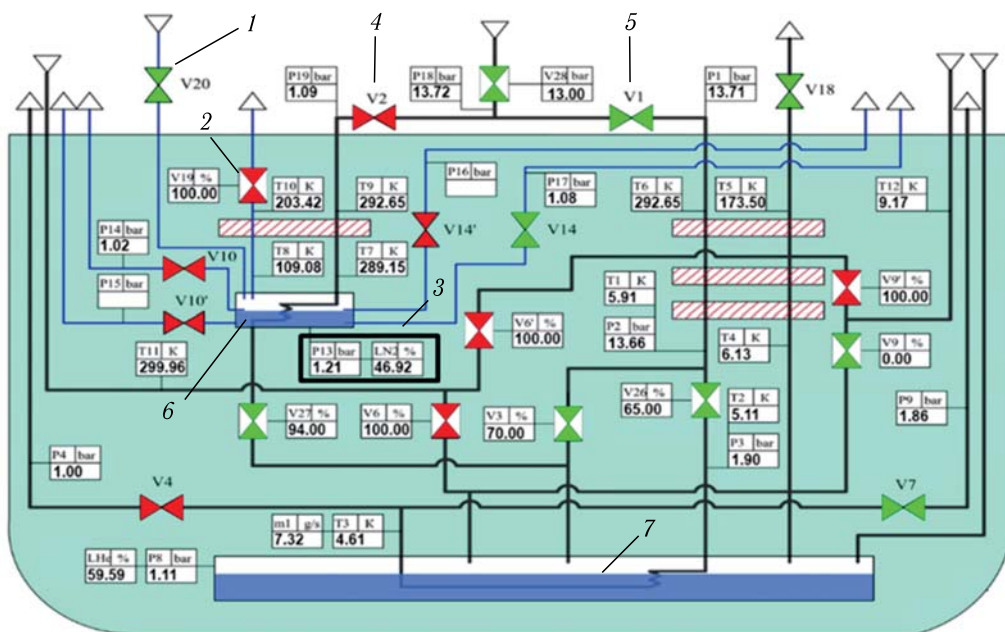 1
4
5
V20
P19 bar
1.09
V2
P18 bar
13.72
V28 bar
13.00
V1
P1 bar
13.71
V18
2
V19 %
100.00
T10 K
203.42
T9 K
292.65
P16 bar
P17 bar
1.08
T6 K
292.65
T5 K
173.50
T12 K
9.17
P14 bar
1.02
V10
T8 K
109.08
T7 K
289.15
V14'
V14
P15
V10'
3
T1 K
5.91
V9' %
100.00
T11 K
299.96
P13 bar
1.21
LN2 %
46.92
V6' %
100.00
P2 bar
13.66
T4 K
6.13
V9 %
0.00
6
V27 %
94.00
V6 %
100.00
V3 %
70.00
V26 %
65.00
T2 K
5.11
P9 bar
1.86
P4 bar
1.00
P3 bar
1.90
V4
V7
m1 g/s
7.32
T3 K
4.61
7
LHe %
59.59
P8 bar
1.11